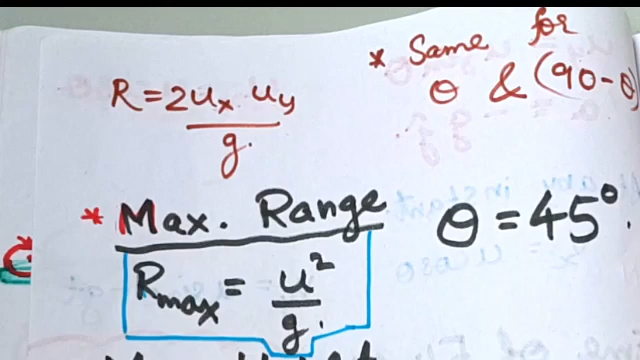 * Same for
θ & (90-θ)
R = 2uₓ u_y / g.
* Max. Range
θ = 45°.
R_max = u² / g.